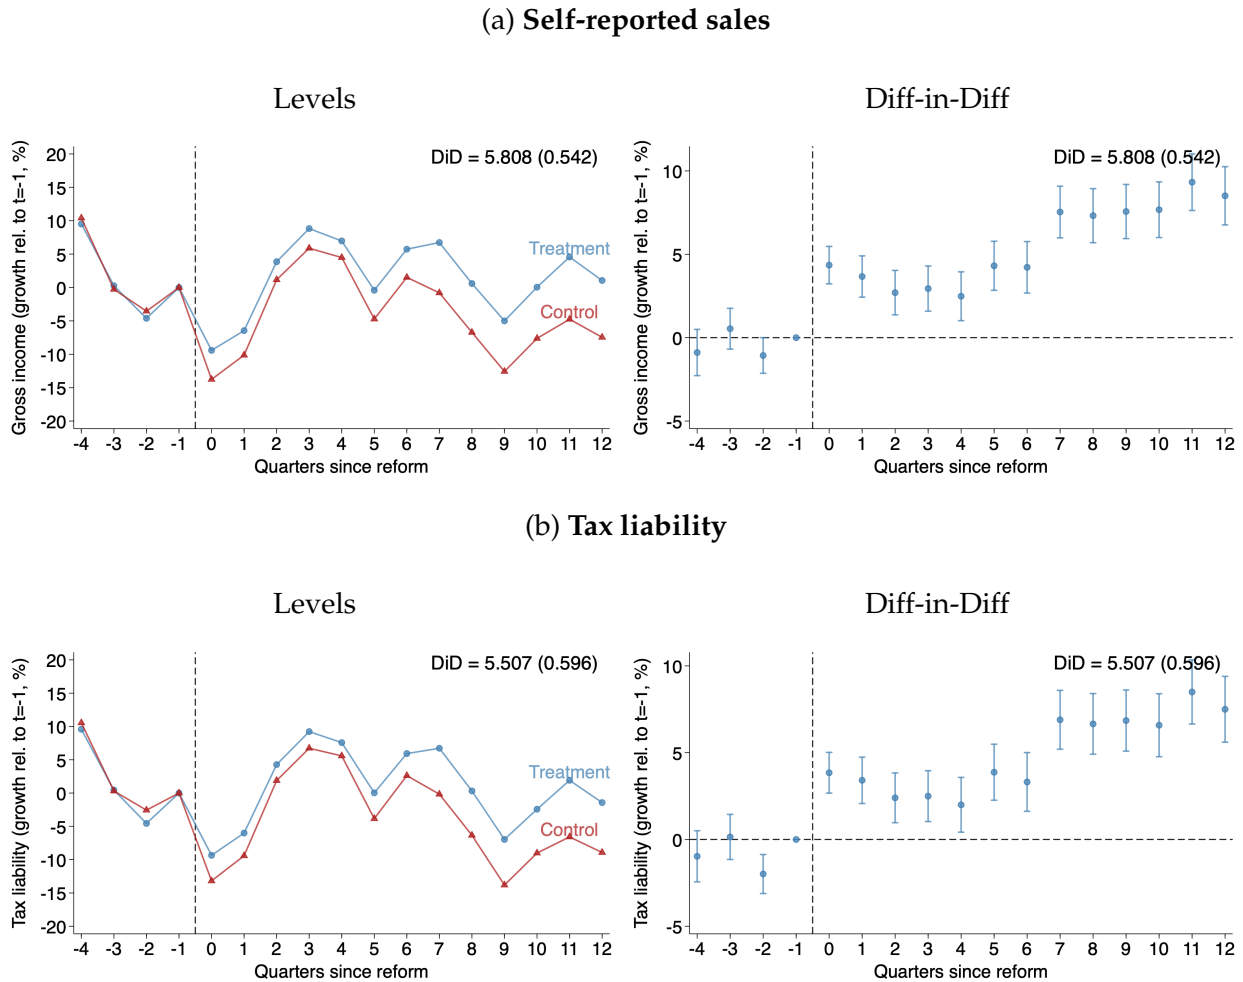 (a) Self-reported sales
Levels
Diff-in-Diff
Gross income (growth rel. to t=-1, %)
20
15
10
5
0
-5
-10
-15
-20
DiD = 5.808 (0.542)
Treatment
Control
-4 -3 -2 -1 0 1 2 3 4 5 6 7 8 9 10 11 12
Quarters since reform
Gross income (growth rel. to t=-1, %)
10
5
0
-5
DiD = 5.808 (0.542)
-4 -3 -2 -1 0 1 2 3 4 5 6 7 8 9 10 11 12
Quarters since reform
(b) Tax liability
Levels
Diff-in-Diff
Tax liability (growth rel. to t=-1, %)
20
15
10
5
0
-5
-10
-15
-20
DiD = 5.507 (0.596)
Treatment
Control
-4 -3 -2 -1 0 1 2 3 4 5 6 7 8 9 10 11 12
Quarters since reform
Tax liability (growth rel. to t=-1, %)
10
5
0
-5
DiD = 5.507 (0.596)
-4 -3 -2 -1 0 1 2 3 4 5 6 7 8 9 10 11 12
Quarters since reform